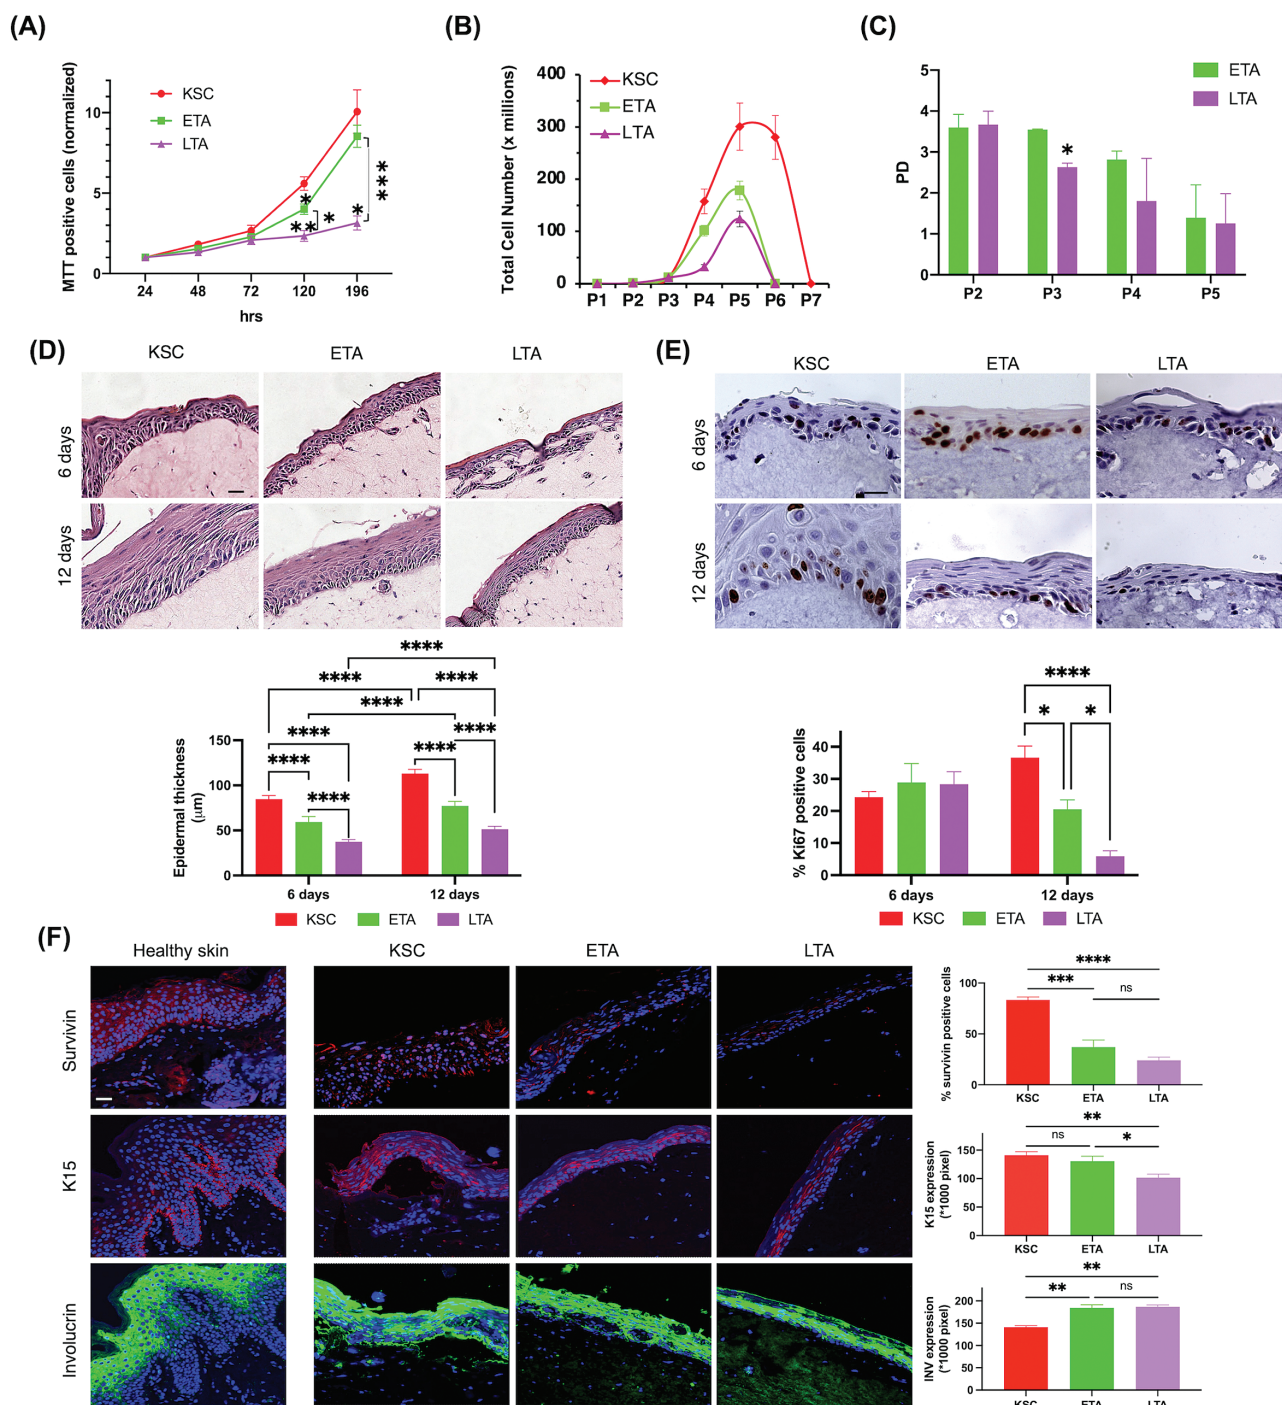 (A)
MTT positive cells (normalized)
10
5
0
KSC
ETA
LTA
*
**
*
*
***
24 48 72 120 196
hrs
(B)
Total Cell Number (x millions)
400
300
200
100
0
KSC
ETA
LTA
P1 P2 P3 P4 P5 P6 P7
(C)
PD
5
4
3
2
1
0
ETA
LTA
*
P2 P3 P4 P5
(D)
KSC ETA LTA
6 days
12 days
****
**** ****
****
**** ****
**** ****
****
Epidermal thickness
(μm)
150
100
50
0
6 days 12 days
KSC ETA LTA
(E)
KSC ETA LTA
6 days
12 days
****
* *
% Ki67 positive cells
40
30
20
10
0
6 days 12 days
KSC ETA LTA
(F)
Healthy skin KSC ETA LTA
Survivin
K15
Involucrin
% survivin positive cells
100
50
0
****
***
ns
KSC ETA LTA
K15 expression
(*1000 pixel)
150
100
50
0
**
ns *
KSC ETA LTA
INV expression
(*1000 pixel)
200
150
100
50
0
**
** ns
KSC ETA LTA